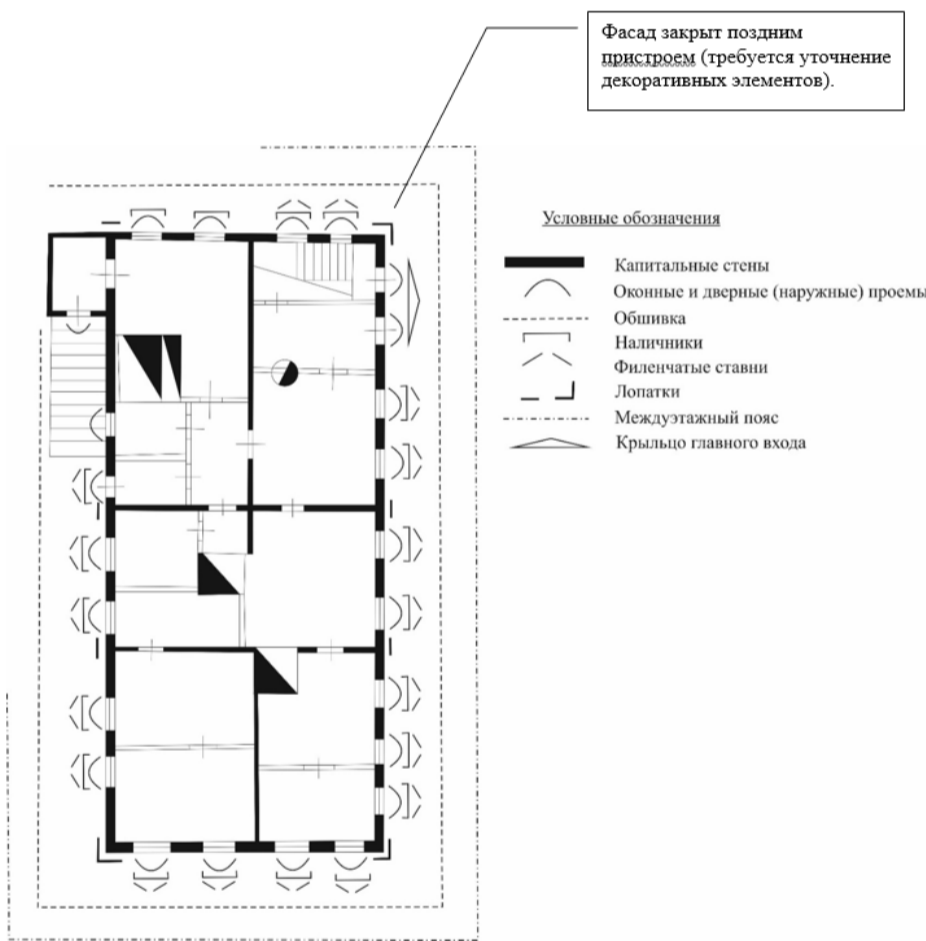 Фасад закрыт поздним
пристроем (требуется уточнение
декоративных элементов).
Условные обозначения
Капитальные стены
Оконные и дверные (наружные) проемы
Обшивка
Наличники
Филенчатые ставни
Лопатки
Междуэтажный пояс
Крыльцо главного входа